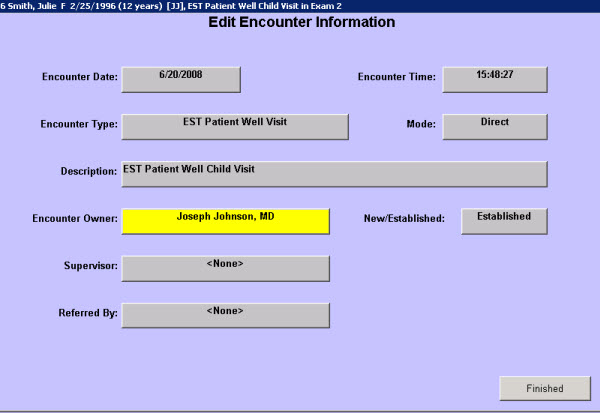 6 Smith, Julie F 2/25/1996 (12 years) [JJ], EST Patient Well Child Visit in Exam 2
Edit Encounter Information
Encounter Date: 6/20/2008 Encounter Time: 15:48:27
Encounter Type: EST Patient Well Visit Mode: Direct
Description: EST Patient Well Child Visit
Encounter Owner: Joseph Johnson, MD New/Established: Established
Supervisor: <None>
Referred By: <None>
Finished